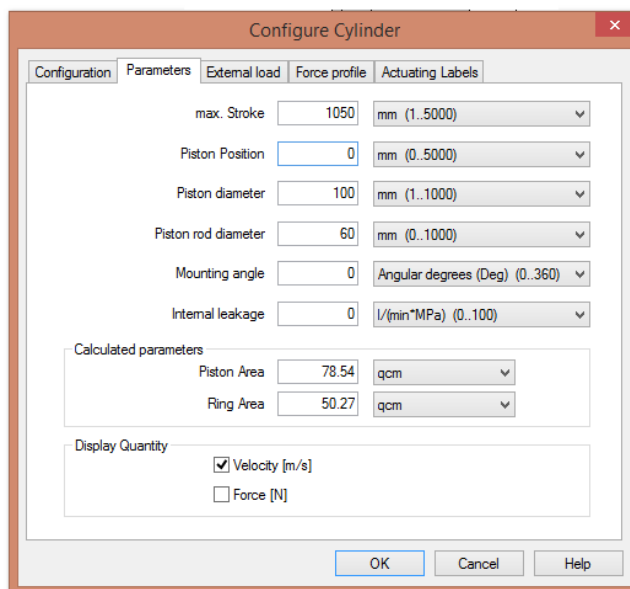 Configure Cylinder
Configuration Parameters External load Force profile Actuating Labels
max. Stroke 1050 mm (1..5000)
Piston Position 0 mm (0..5000)
Piston diameter 100 mm (1..1000)
Piston rod diameter 60 mm (0..1000)
Mounting angle 0 Angular degrees (Deg) (0..360)
Internal leakage 0 l/(min*MPa) (0..100)
Calculated parameters
Piston Area 78.54 qcm
Ring Area 50.27 qcm
Display Quantity
Velocity [m/s]
Force [N]
OK Cancel Help